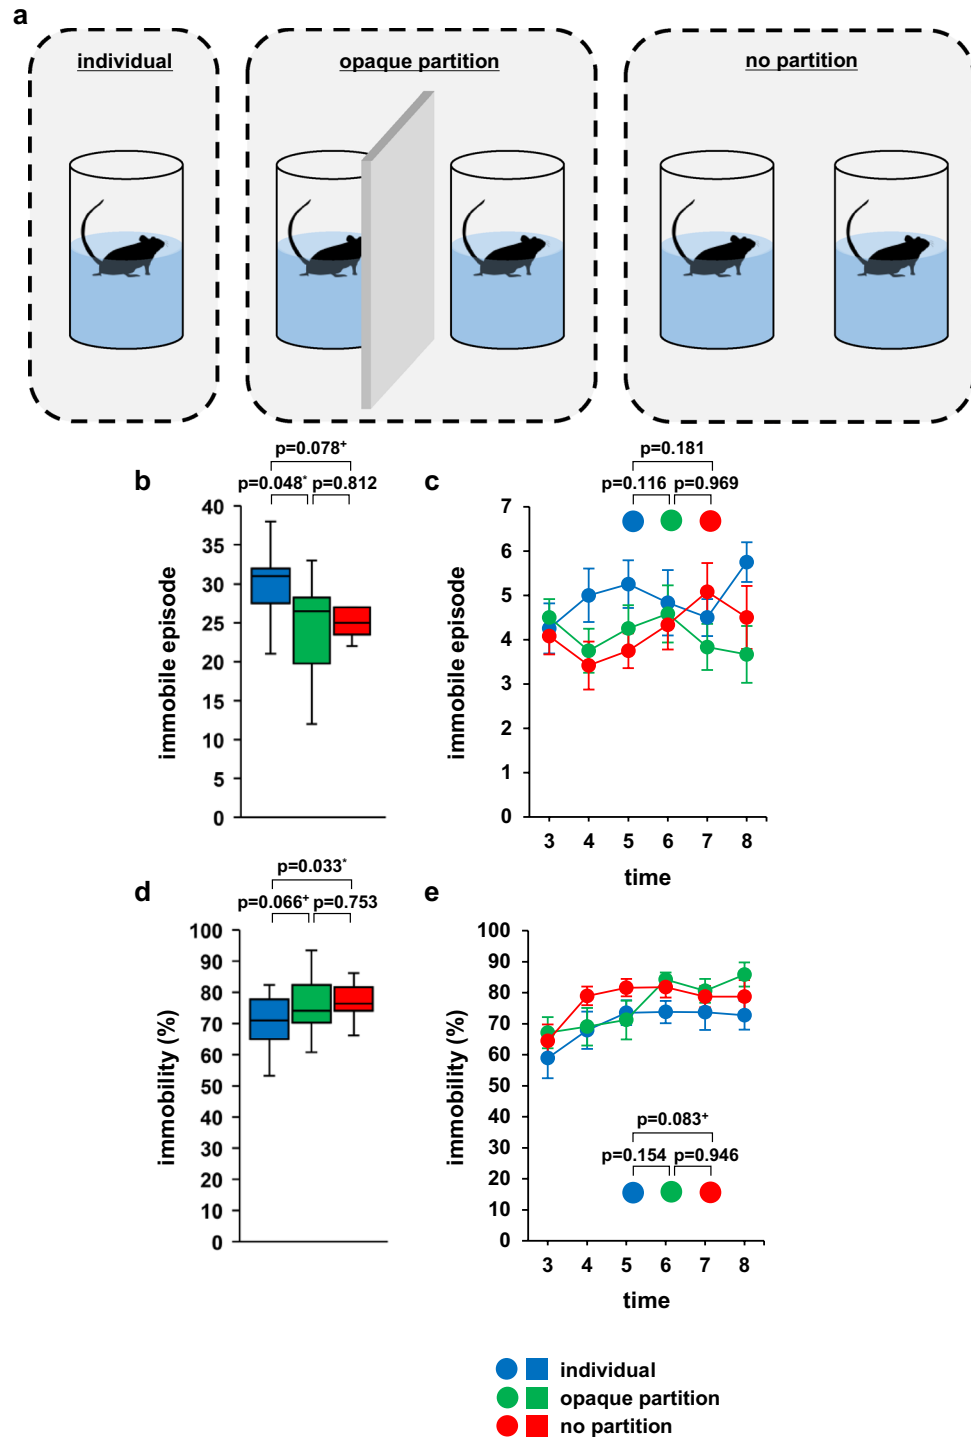 a
individual
opaque partition
no partition
b
p=0.078+
p=0.048*
p=0.812
immobile episode
40
35
30
25
20
15
10
5
0
c
p=0.181
p=0.116
p=0.969
immobile episode
7
6
5
4
3
2
1
0
3 4 5 6 7 8
time
d
p=0.033*
p=0.066+
p=0.753
immobility (%)
100
90
80
70
60
50
40
30
20
10
0
e
immobility (%)
100
90
80
70
60
50
40
30
20
10
0
p=0.083+
p=0.154
p=0.946
3 4 5 6 7 8
time
individual
opaque partition
no partition